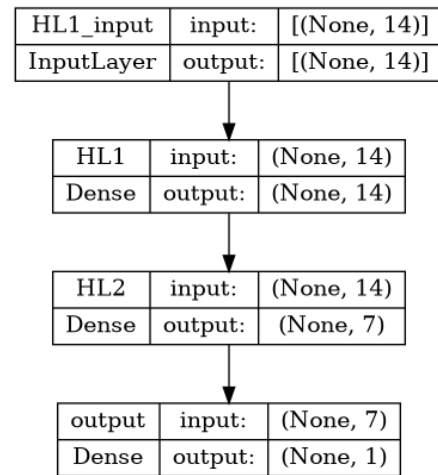 HL1_input input: [(None, 14)]
InputLayer output: [(None, 14)]
HL1 input: (None, 14)
Dense output: (None, 14)
HL2 input: (None, 14)
Dense output: (None, 7)
output input: (None, 7)
Dense output: (None, 1)